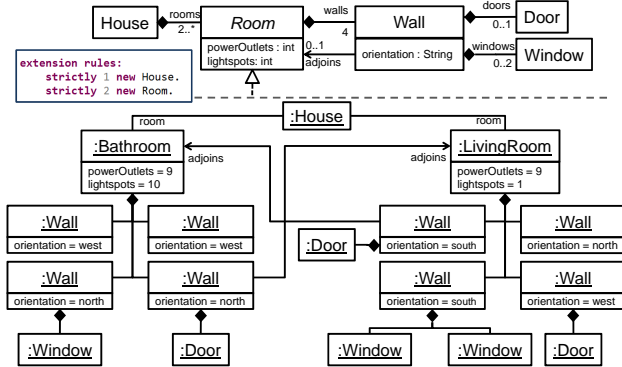 House
rooms
2..*
Room
powerOutlets : int
lightspots: int
walls
4
0..1
adjoins
Wall
orientation : String
doors
0..1
Door
windows
0..2
Window
extension rules:
strictly 1 new House.
strictly 2 new Room.
:House
room
room
:Bathroom
powerOutlets = 9
lightspots = 10
adjoins
adjoins
:LivingRoom
powerOutlets = 9
lightspots = 1
:Wall
orientation = west
:Wall
orientation = west
:Wall
orientation = south
:Wall
orientation = north
:Door
:Wall
orientation = north
:Wall
orientation = north
:Wall
orientation = south
:Wall
orientation = west
:Window
:Door
:Window
:Window
:Door